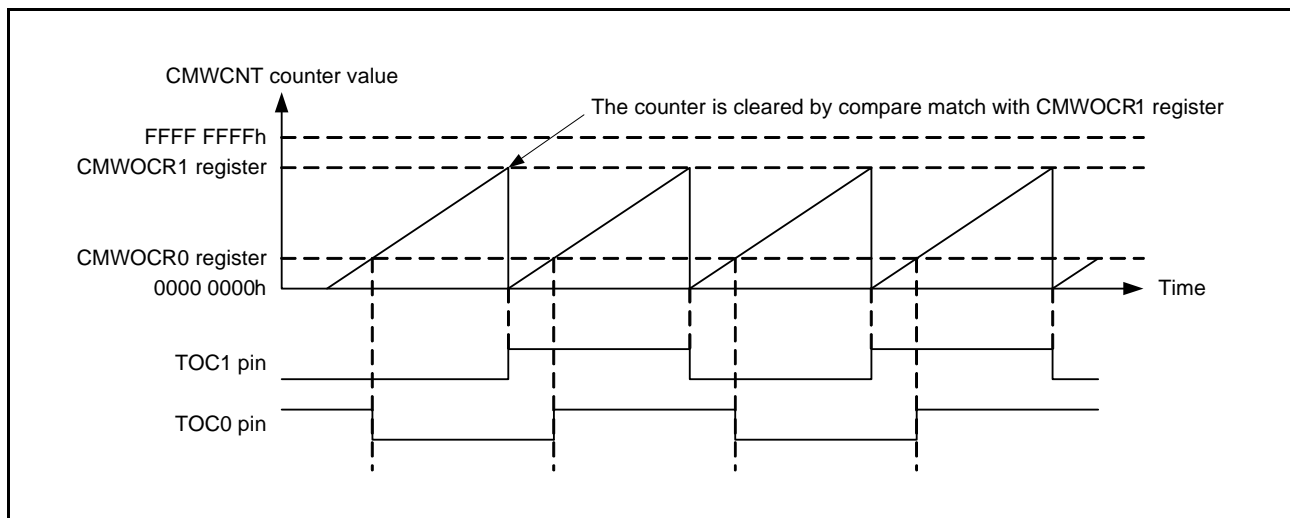 CMWCNT counter value
The counter is cleared by compare match with CMWOCR1 register
FFFF FFFFh
CMWOCR1 register
CMWOCR0 register
0000 0000h
Time
TOC1 pin
TOC0 pin